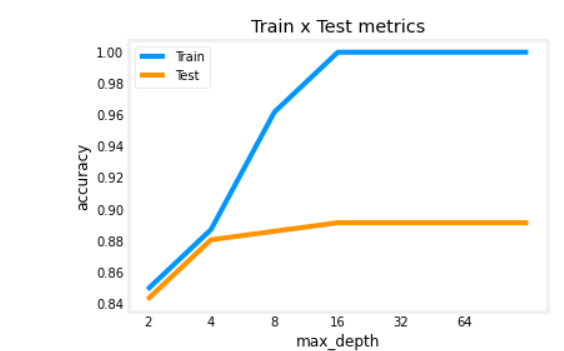 Train x Test metrics
1.00
Train
Test
0.98
0.96
0.94
0.92
0.90
0.88
0.86
0.84
accuracy
2 4 8 16 32 64
max_depth